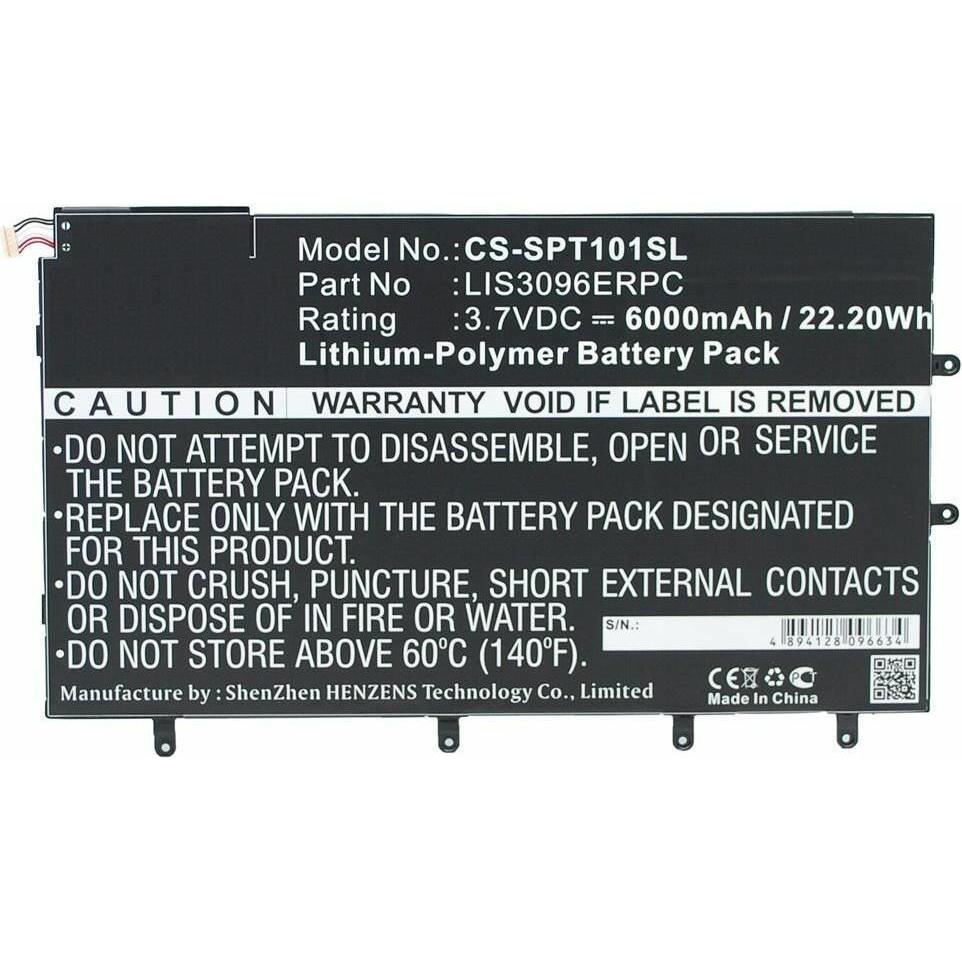 Model No.: CS-SPT101SL
Part No : LIS3096ERPC
Rating : 3.7VDC ⎓ 6000mAh / 22.20Wh
Lithium-Polymer Battery Pack
CAUTION WARRANTY VOID IF LABEL IS REMOVED
•DO NOT ATTEMPT TO DISASSEMBLE, OPEN OR SERVICE
THE BATTERY PACK.
•REPLACE ONLY WITH THE BATTERY PACK DESIGNATED
FOR THIS PRODUCT.
•DO NOT CRUSH, PUNCTURE, SHORT EXTERNAL CONTACTS
OR DISPOSE OF IN FIRE OR WATER.
•DO NOT STORE ABOVE 60°C (140°F).
S/N.:
4 894128 096634
Manufacture by : ShenZhen HENZENS Technology Co., Limited
CE PCT
Made In China